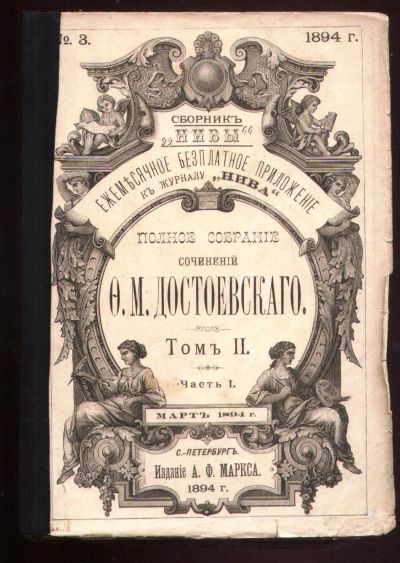 №. 3.
1894 г.
СБОРНИКЪ
„НИВЫ“
ЕЖЕМѢСЯЧНОЕ БЕЗПЛАТНОЕ ПРИЛОЖЕНІЕ
КЪ ЖУРНАЛУ „НИВА“
ПОЛНОЕ СОБРАНІЕ
СОЧИНЕНІЙ
Ѳ. М. ДОСТОЕВСКАГО.
ТОМЪ II.
Часть I.
МАРТЪ 1894 г.
С.-ПЕТЕРБУРГЪ.
Изданіе А. Ф. МАРКСА.
1894 г.